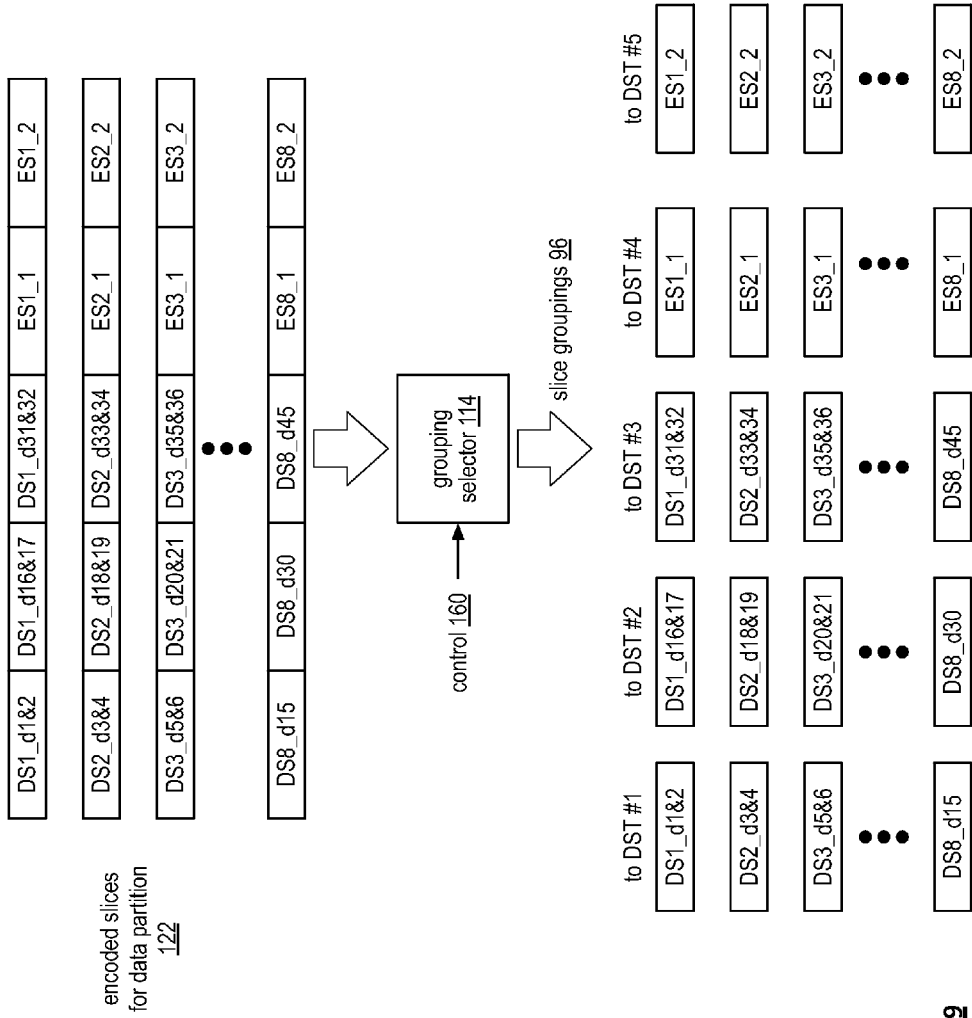 encoded slices
for data partition
122
DS1_d1&2 DS1_d16&17 DS1_d31&32 ES1_1 ES1_2
DS2_d3&4 DS2_d18&19 DS2_d33&34 ES2_1 ES2_2
DS3_d5&6 DS3_d20&21 DS3_d35&36 ES3_1 ES3_2
DS8_d15 DS8_d30 DS8_d45 ES8_1 ES8_2
control 160
grouping
selector 114
slice groupings 96
to DST #1 to DST #2 to DST #3 to DST #4 to DST #5
DS1_d1&2 DS1_d16&17 DS1_d31&32 ES1_1 ES1_2
DS2_d3&4 DS2_d18&19 DS2_d33&34 ES2_1 ES2_2
DS3_d5&6 DS3_d20&21 DS3_d35&36 ES3_1 ES3_2
DS8_d15 DS8_d30 DS8_d45 ES8_1 ES8_2